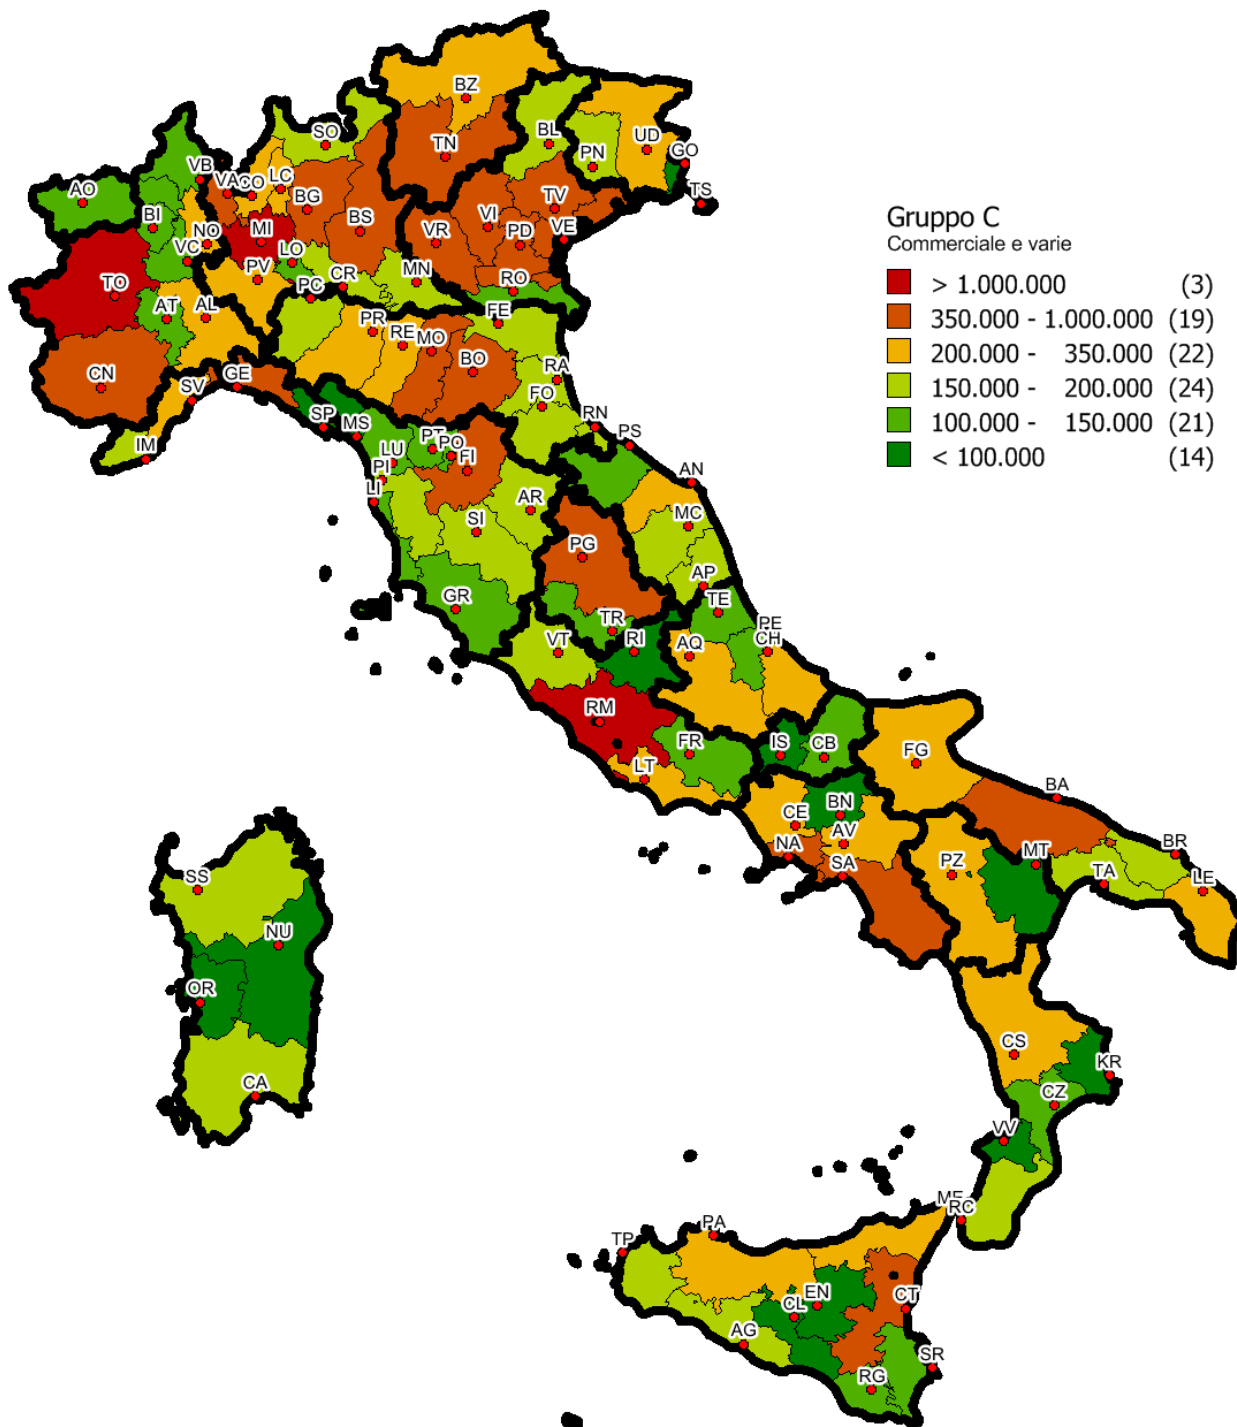 BZ
BL
UD
SO
TN
PN
GO
VB
VA
CO
LC
TS
AO
BG
TV
BI
NO
MI
BS
VR
VI
PD
VE
VC
LO
TO
PV
PC
CR
MN
RO
AT
AL
PR
RE
MO
FE
CN
SV
GE
BO
RA
FO
IM
SP
MS
LU
PT
PO
FI
RN
PS
PI
LI
AR
AN
SI
MC
PG
GR
AP
TE
TR
VT
RI
AQ
PE
CH
RM
FR
IS
CB
LT
FG
BA
CE
BN
AV
NA
SA
PZ
MT
TA
BR
LE
SS
NU
OR
CA
CS
KR
CZ
VV
RC
TP
PA
CL
EN
CT
AG
RG
SR
Gruppo C
Commerciale e varie
> 1.000.000 (3)
350.000 - 1.000.000 (19)
200.000 - 350.000 (22)
150.000 - 200.000 (24)
100.000 - 150.000 (21)
< 100.000 (14)